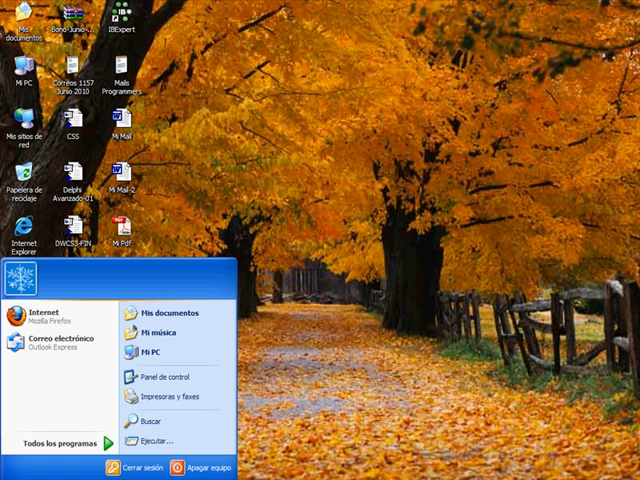 Mis
documentos
Bono-Junio-...
IBExpert
Mi PC
Correos 1157
Junio 2010
Mails
Programmers
Mis sitios de
red
CSS
Mi Mail
Papelera de
reciclaje
Delphi
Avanzado-01
Mi Mail-2
Internet
Explorer
DWCS3-FIN
Mi Pdf
Internet
Mozilla Firefox
Correo electrónico
Outlook Express
Todos los programas
Mis documentos
Mi música
Mi PC
Panel de control
Impresoras y faxes
Buscar
Ejecutar...
Cerrar sesión
Apagar equipo